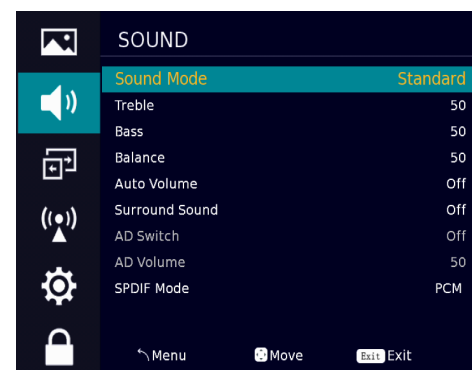 SOUND
Sound Mode Standard
Treble 50
Bass 50
Balance 50
Auto Volume Off
Surround Sound Off
AD Switch Off
AD Volume 50
SPDIF Mode PCM
Menu Move Exit Exit